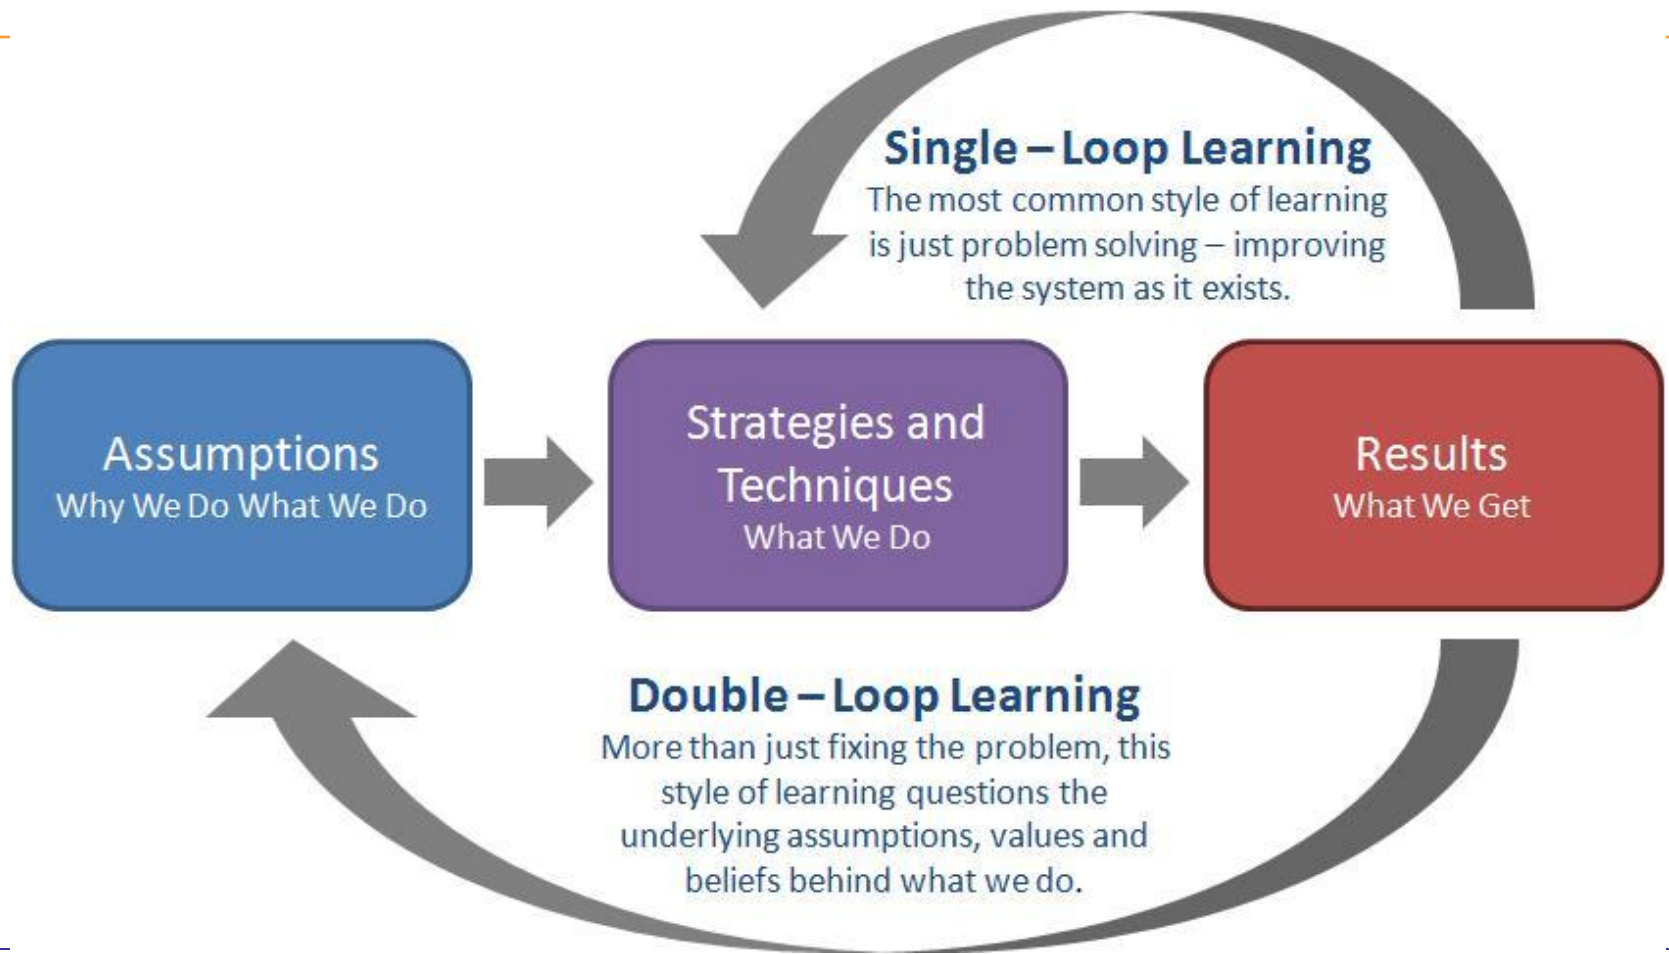 Single – Loop Learning
The most common style of learning
is just problem solving – improving
the system as it exists.
Assumptions
Why We Do What We Do
Strategies and
Techniques
What We Do
Results
What We Get
Double – Loop Learning
More than just fixing the problem, this
style of learning questions the
underlying assumptions, values and
beliefs behind what we do.